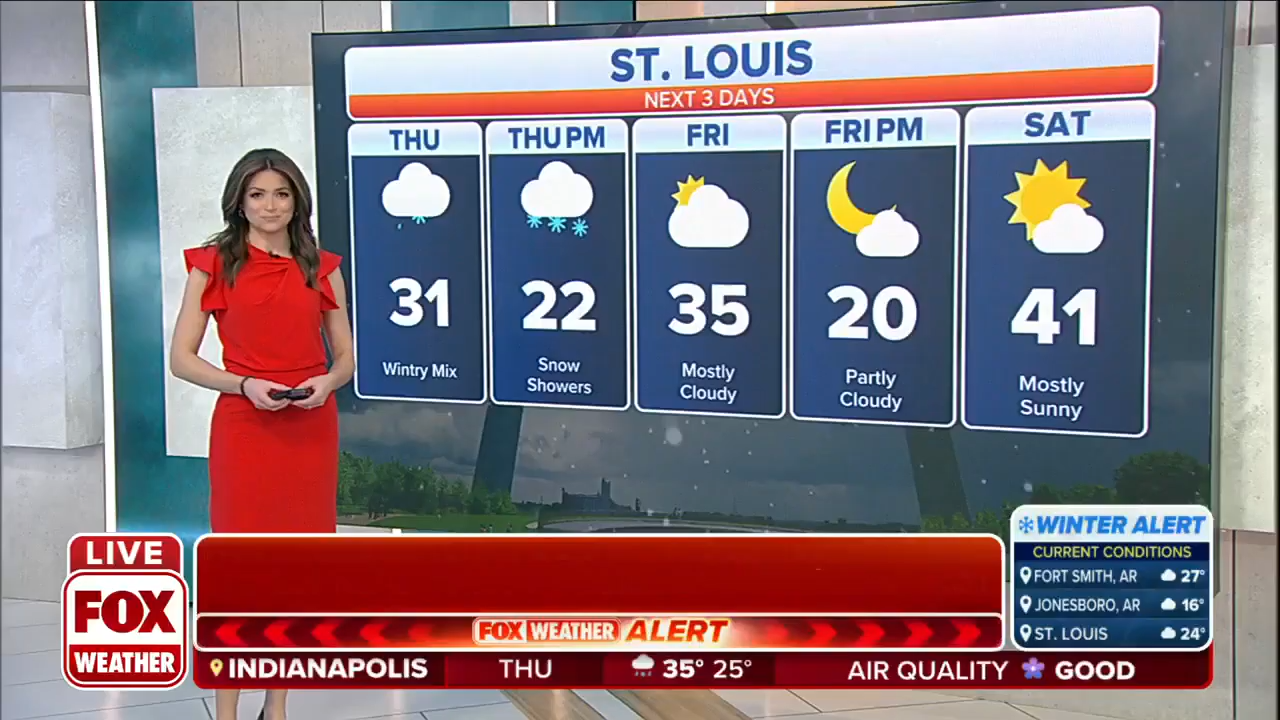 ST. LOUIS
NEXT 3 DAYS
THU
31
Wintry Mix
THU PM
22
Snow
Showers
FRI
35
Mostly
Cloudy
FRI PM
20
Partly
Cloudy
SAT
41
Mostly
Sunny
WINTER ALERT
CURRENT CONDITIONS
FORT SMITH, AR 27°
JONESBORO, AR 16°
ST. LOUIS 24°
LIVE
FOX
WEATHER
FOX WEATHER ALERT
INDIANAPOLIS THU 35° 25° AIR QUALITY GOOD